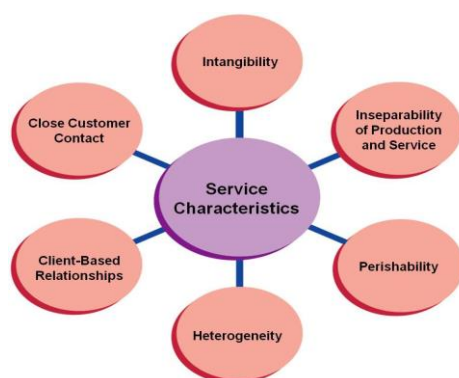 Intangibility
Inseparability
of Production
and Service
Perishability
Heterogeneity
Client-Based
Relationships
Close Customer
Contact
Service
Characteristics